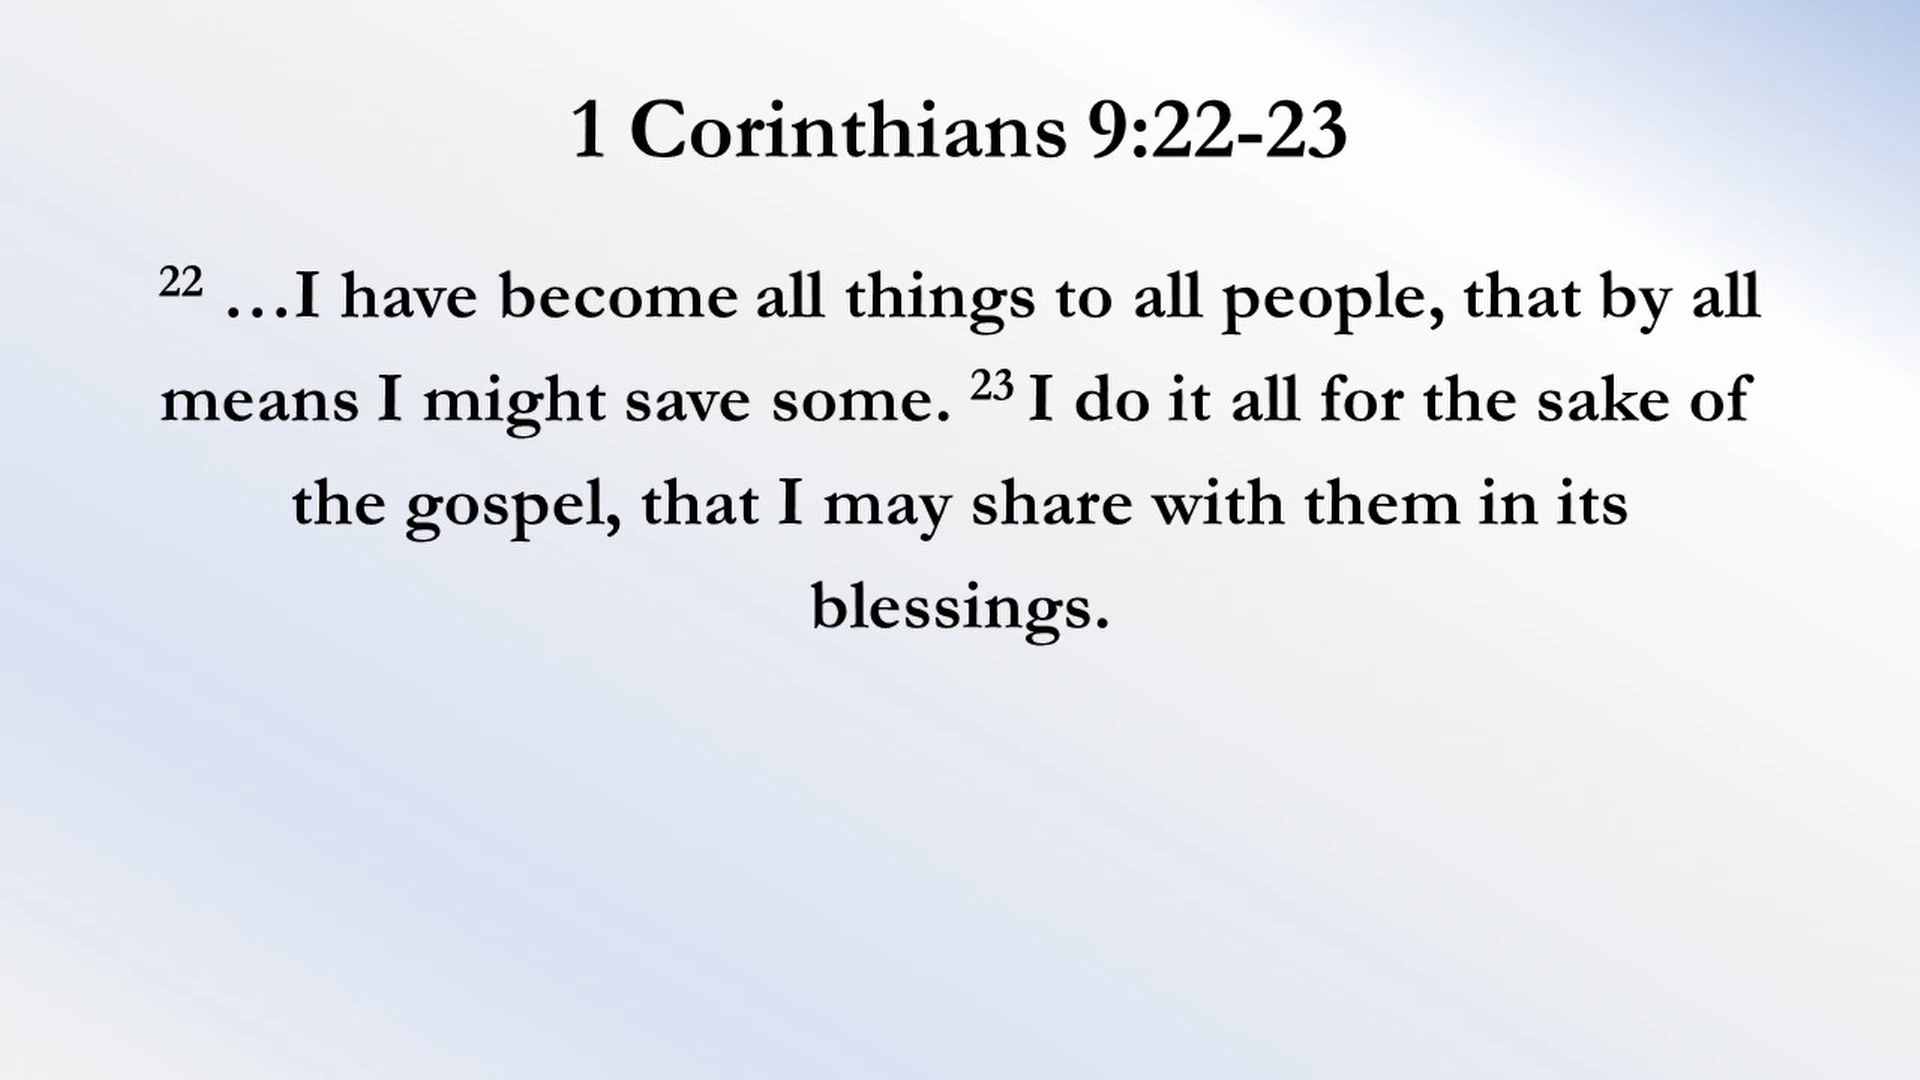 1 Corinthians 9:22-23
22 …I have become all things to all people, that by all
means I might save some. 23 I do it all for the sake of
the gospel, that I may share with them in its
blessings.